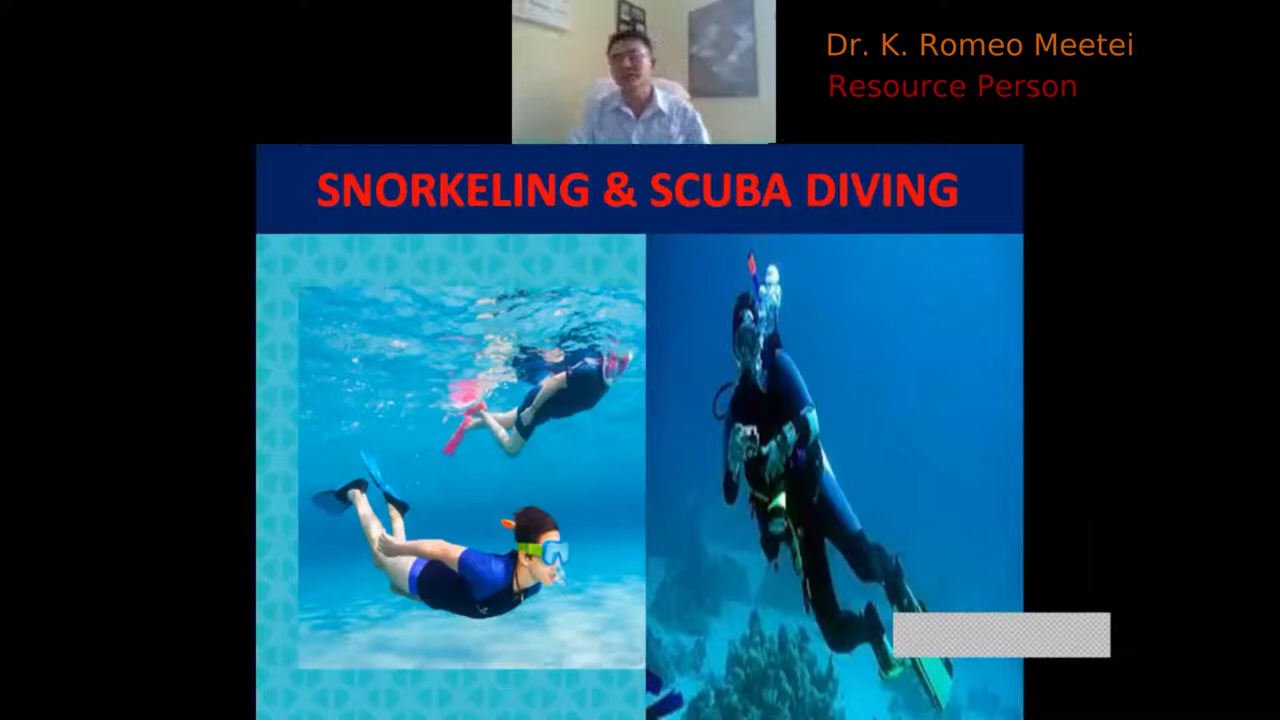 Dr. K. Romeo Meetei
Resource Person
SNORKELING & SCUBA DIVING